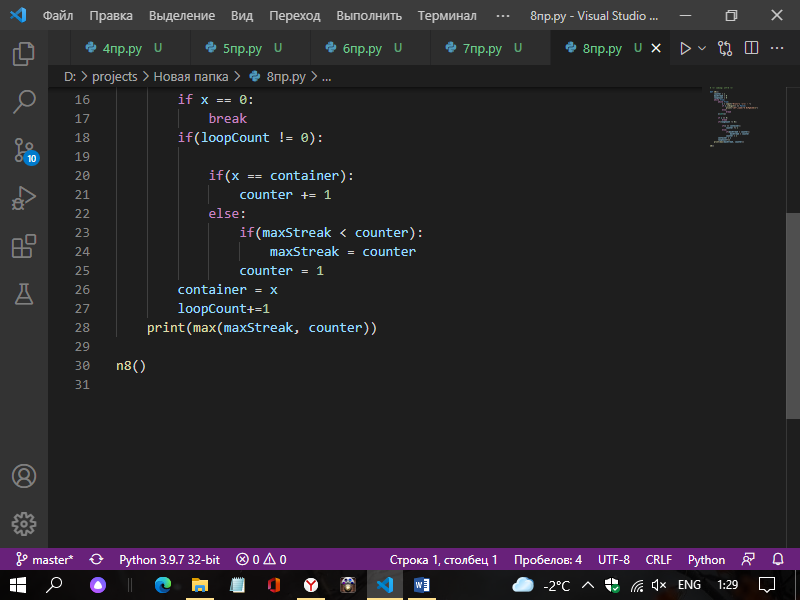 Файл Правка Выделение Вид Переход Выполнить Терминал ··· 8пр.py - Visual Studio ...
4пр.py U 5пр.py U 6пр.py U 7пр.py U 8пр.py U
D: > projects > Новая папка > 8пр.py > ...
16 if x == 0:
17 break
18 if(loopCount != 0):
19
20 if(x == container):
21 counter += 1
22 else:
23 if(maxStreak < counter):
24 maxStreak = counter
25 counter = 1
26 container = x
27 loopCount+=1
28 print(max(maxStreak, counter))
29
30 n8()
31
10
master* Python 3.9.7 32-bit 0 0 Строка 1, столбец 1 Пробелов: 4 UTF-8 CRLF Python
-2°C ENG 1:29